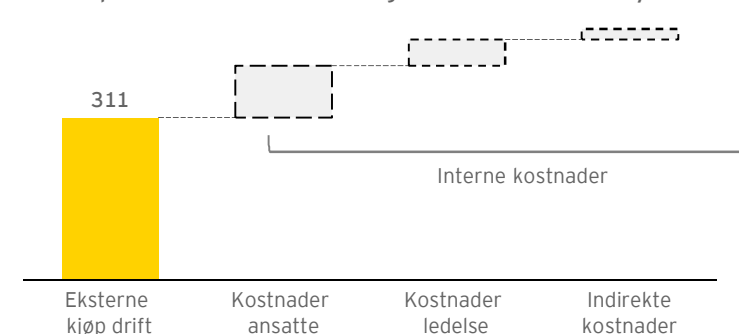 311
Interne kostnader
Eksterne
kjøp drift
Kostnader
ansatte
Kostnader
ledelse
Indirekte
kostnader